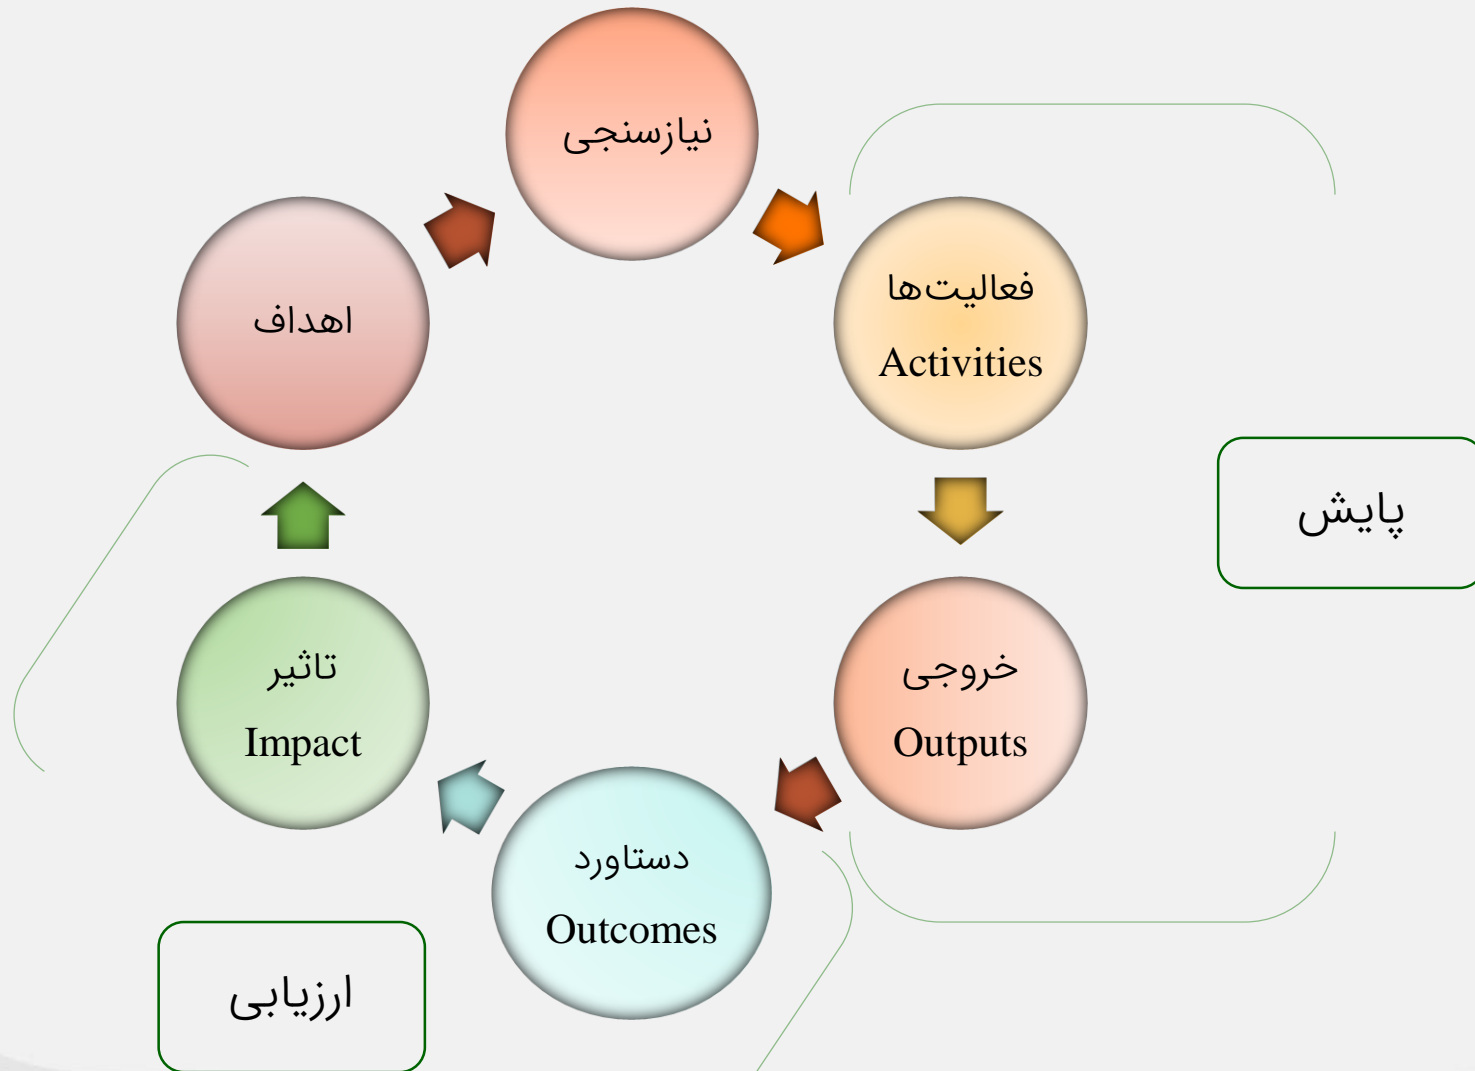 نیازسنجی
فعالیت‌ها
Activities
خروجی
Outputs
دستاورد
Outcomes
تاثیر
Impact
اهداف
پایش
ارزیابی